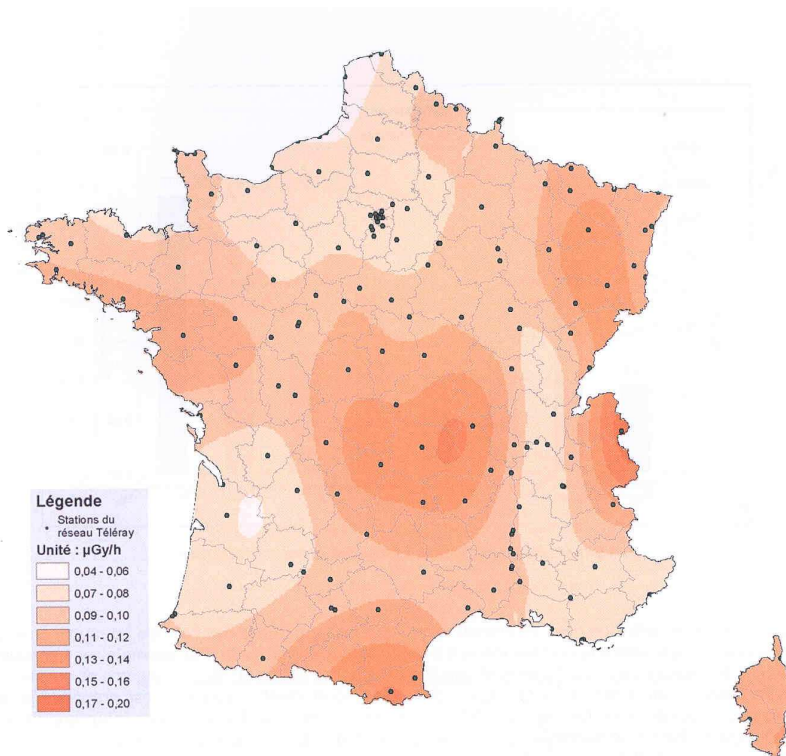 Légende
Stations du
réseau Téléray
Unité : µGy/h
0,04 - 0,06
0,07 - 0,08
0,09 - 0,10
0,11 - 0,12
0,13 - 0,14
0,15 - 0,16
0,17 - 0,20